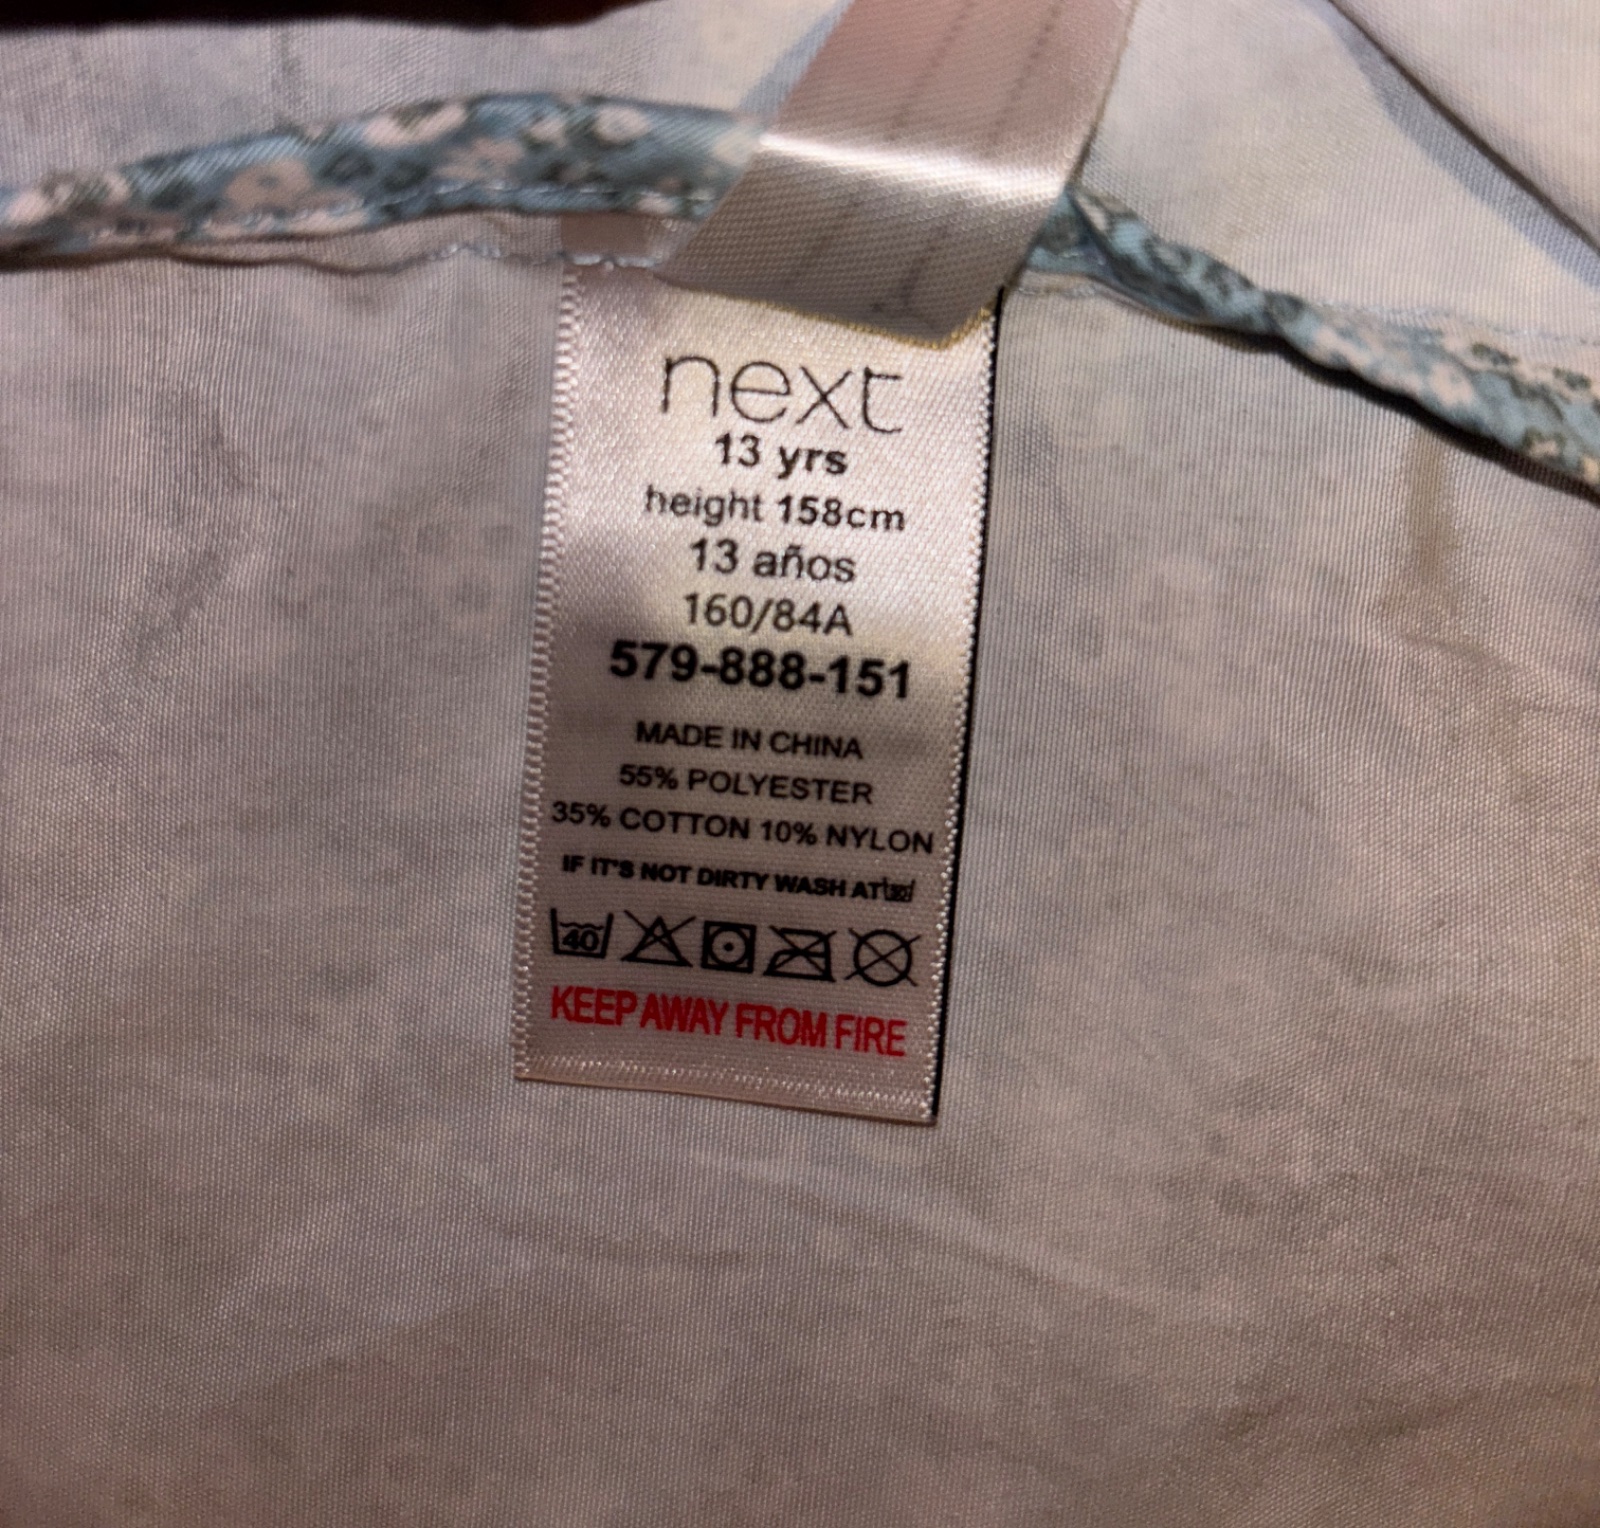 next
13 yrs
height 158cm
13 años
160/84A
579-888-151
MADE IN CHINA
55% POLYESTER
35% COTTON 10% NYLON
IF IT'S NOT DIRTY WASH AT 30
40
KEEP AWAY FROM FIRE